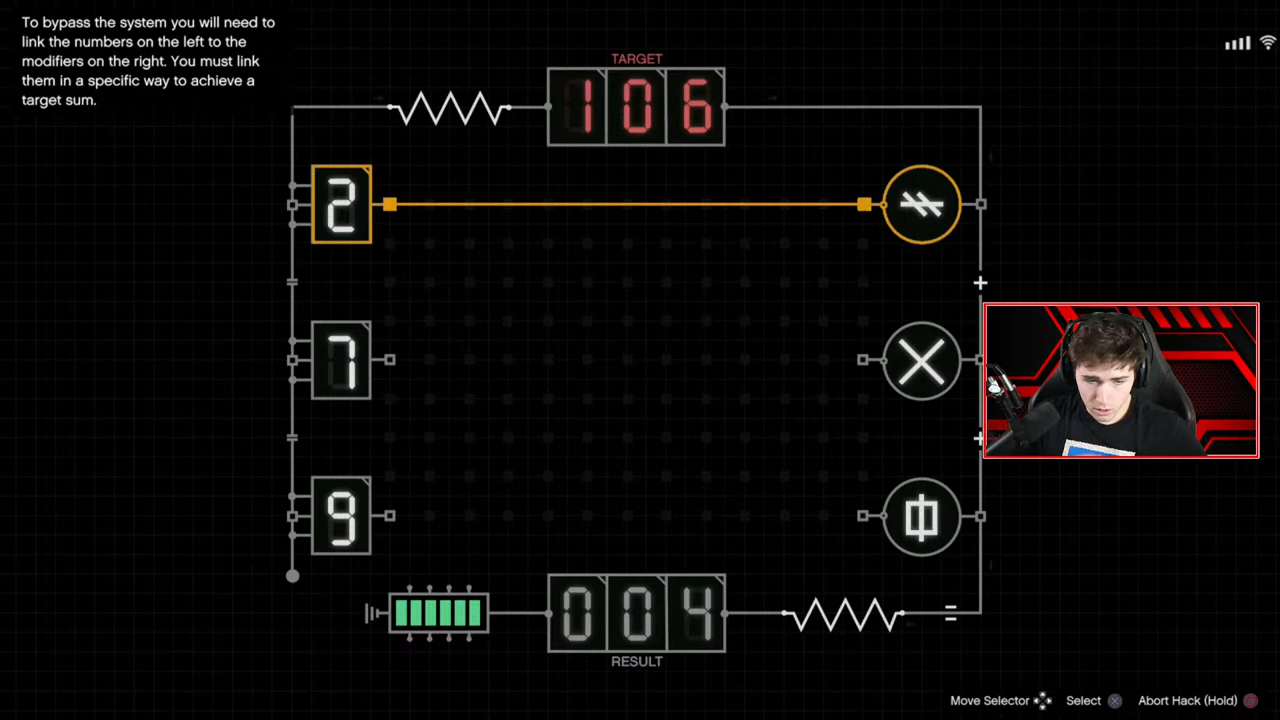 To bypass the system you will need to
link the numbers on the left to the
modifiers on the right. You must link
them in a specific way to achieve a
target sum.
TARGET
106
2
7
+
9
004
=
RESULT
Move Selector
Select
Abort Hack (Hold)